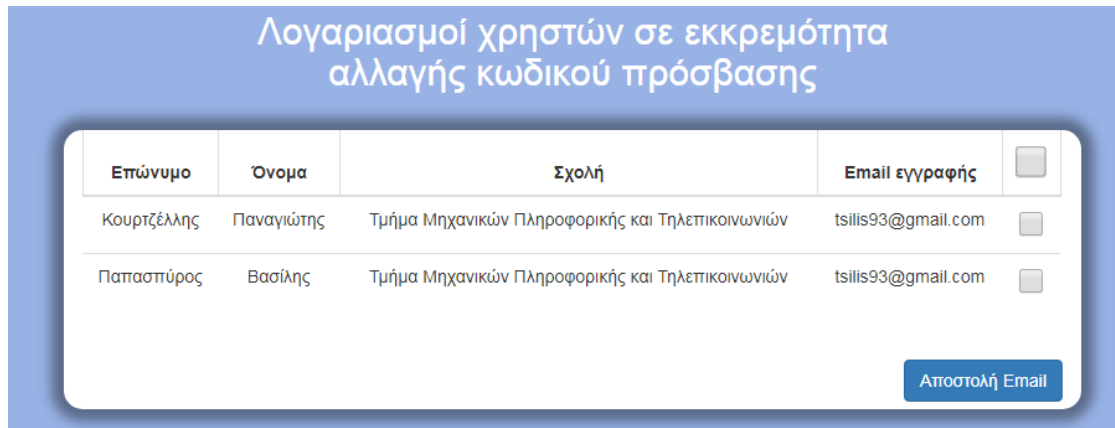 Λογαριασμοί χρηστών σε εκκρεμότητα
αλλαγής κωδικού πρόσβασης
Επώνυμο Όνομα Σχολή Email εγγραφής
Κουρτζέλλης Παναγιώτης Τμήμα Μηχανικών Πληροφορικής και Τηλεπικοινωνιών tsilis93@gmail.com
Παπασπύρος Βασίλης Τμήμα Μηχανικών Πληροφορικής και Τηλεπικοινωνιών tsilis93@gmail.com
Αποστολή Email